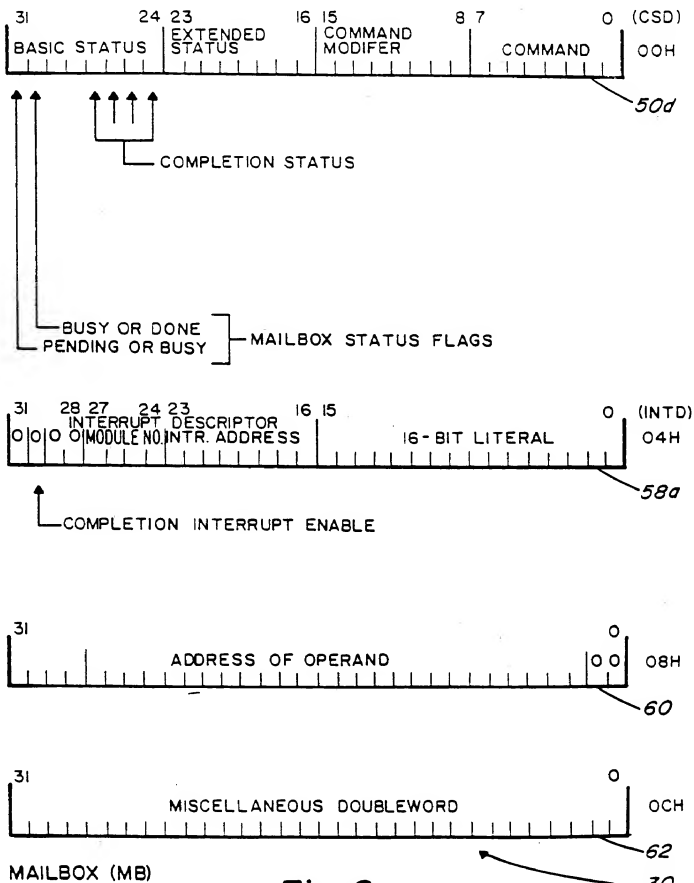 31 24 23 16 15 8 7 0 (CSD)
BASIC STATUS EXTENDED STATUS COMMAND MODIFER COMMAND 00H
50d
COMPLETION STATUS
BUSY OR DONE
PENDING OR BUSY
MAILBOX STATUS FLAGS
31 28 27 24 23 16 15 0 (INTD)
INTERRUPT DESCRIPTOR
0 0 0 0 MODULE NO. INTR. ADDRESS 16-BIT LITERAL 04H
58a
COMPLETION INTERRUPT ENABLE
31 0
ADDRESS OF OPERAND 0 0 08H
60
31 0
MISCELLANEOUS DOUBLEWORD 0CH
62
MAILBOX (MB)